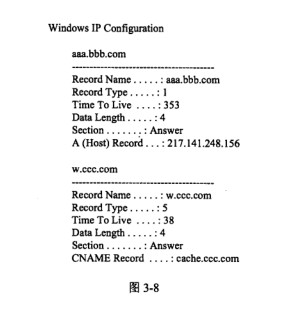 Windows IP Configuration
aaa.bbb.com
----------------------------------------
Record Name . . . . . : aaa.bbb.com
Record Type . . . . . : 1
Time To Live . . . . : 353
Data Length . . . . . : 4
Section . . . . . . . : Answer
A (Host) Record . . . : 217.141.248.156
w.ccc.com
----------------------------------------
Record Name . . . . . : w.ccc.com
Record Type . . . . . : 5
Time To Live . . . . : 38
Data Length . . . . . : 4
Section . . . . . . . : Answer
CNAME Record . . . . : cache.ccc.com
图 3-8